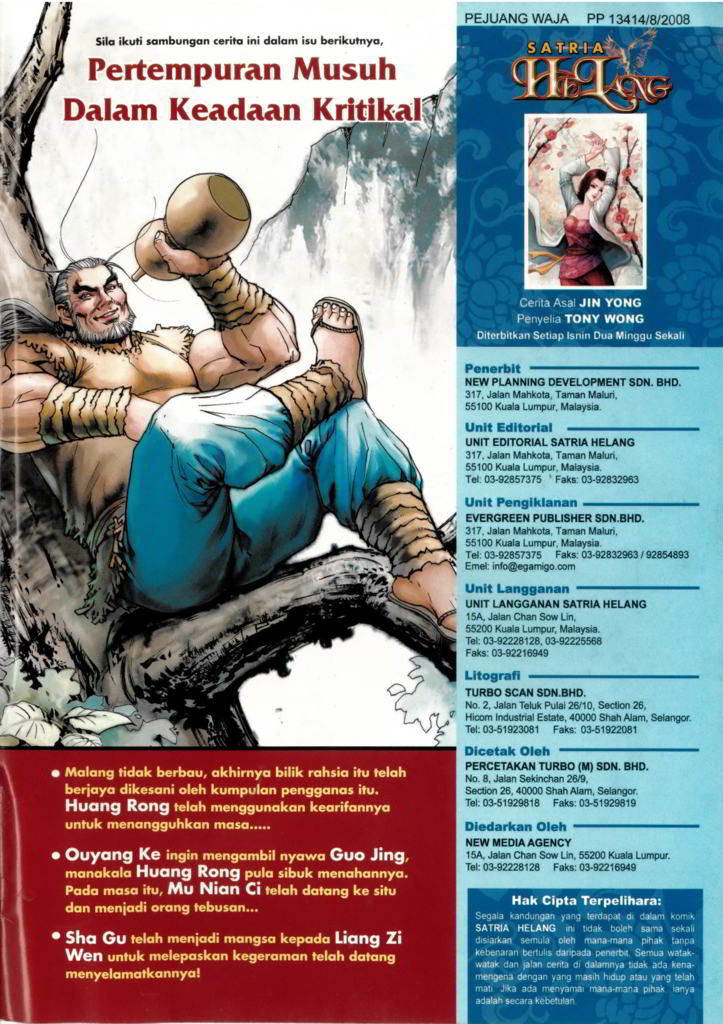 Sila ikuti sambungan cerita ini dalam isu berikutnya,
Pertempuran Musuh
Dalam Keadaan Kritikal
• Malang tidak berbau, akhirnya bilik rahsia itu telah
berjaya dikesani oleh kumpulan pengganas itu.
Huang Rong telah menggunakan kearifannya
untuk menangguhkan masa.....
• Ouyang Ke ingin mengambil nyawa Guo Jing,
manakala Huang Rong pula sibuk menahannya.
Pada masa itu, Mu Nian Ci telah datang ke situ
dan menjadi orang tebusan...
• Sha Gu telah menjadi mangsa kepada Liang Zi
Wen untuk melepaskan kegeraman telah datang
menyelamatkannya!
PEJUANG WAJA PP 13414/8/2008
SATRIA
HELANG
Cerita Asal JIN YONG
Penyelia TONY WONG
Diterbitkan Setiap Isnin Dua Minggu Sekali
Penerbit
NEW PLANNING DEVELOPMENT SDN. BHD.
317, Jalan Mahkota, Taman Maluri,
55100 Kuala Lumpur, Malaysia.
Unit Editorial
UNIT EDITORIAL SATRIA HELANG
317, Jalan Mahkota, Taman Maluri,
55100 Kuala Lumpur, Malaysia.
Tel: 03-92857375 Faks: 03-92832963
Unit Pengiklanan
EVERGREEN PUBLISHER SDN.BHD.
317, Jalan Mahkota, Taman Maluri,
55100 Kuala Lumpur, Malaysia.
Tel: 03-92857375 Faks: 03-92832963 / 92854893
Emel: info@egamigo.com
Unit Langganan
UNIT LANGGANAN SATRIA HELANG
15A, Jalan Chan Sow Lin,
55200 Kuala Lumpur, Malaysia.
Tel: 03-92228128, 03-92225568
Faks: 03-92216949
Litografi
TURBO SCAN SDN.BHD.
No. 2, Jalan Teluk Pulai 26/10, Section 26,
Hicom Industrial Estate, 40000 Shah Alam, Selangor.
Tel: 03-51923081 Faks: 03-51922081
Dicetak Oleh
PERCETAKAN TURBO (M) SDN. BHD.
No. 8, Jalan Sekinchan 26/9,
Section 26, 40000 Shah Alam, Selangor.
Tel: 03-51929818 Faks: 03-51929819
Diedarkan Oleh
NEW MEDIA AGENCY
15A, Jalan Chan Sow Lin, 55200 Kuala Lumpur.
Tel: 03-92228128 Faks: 03-92216949
Hak Cipta Terpelihara:
Segala kandungan yang terdapat di dalam komik
SATRIA HELANG ini tidak boleh sama sekali
disiarkan semula oleh mana-mana pihak tanpa
kebenaran bertulis daripada penerbit. Semua watak-
watak dan jalan cerita di dalamnya tidak ada kena-
mengena dengan yang masih hidup atau yang telah
mati. Jika ada menyamai mana-mana pihak ianya
adalah secara kebetulan.